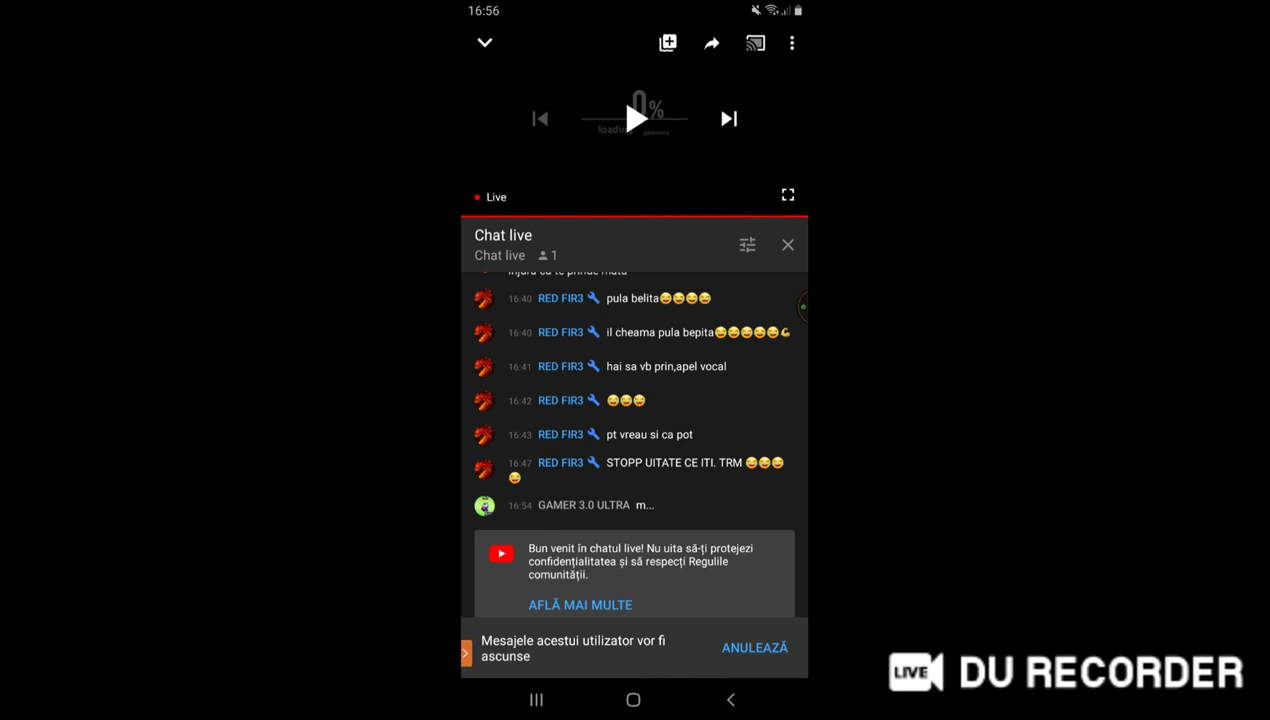 16:56
0%
loading
Live
Chat live
Chat live 1
16:40 RED FIR3 pula belita😂😂😂😂
16:40 RED FIR3 il cheama pula bepita😂😂😂😂😂💪
16:41 RED FIR3 hai sa vb prin,apel vocal
16:42 RED FIR3 😂😂😂
16:43 RED FIR3 pt vreau si ca pot
16:47 RED FIR3 STOPP UITATE CE ITI. TRM 😂😂😂
😂
16:54 GAMER 3.0 ULTRA m...
Bun venit în chatul live! Nu uita să-ți protejezi
confidențialitatea și să respecți Regulile
comunității.
AFLĂ MAI MULTE
Mesajele acestui utilizator vor fi
ascunse
ANULEAZĂ
LIVE DU RECORDER